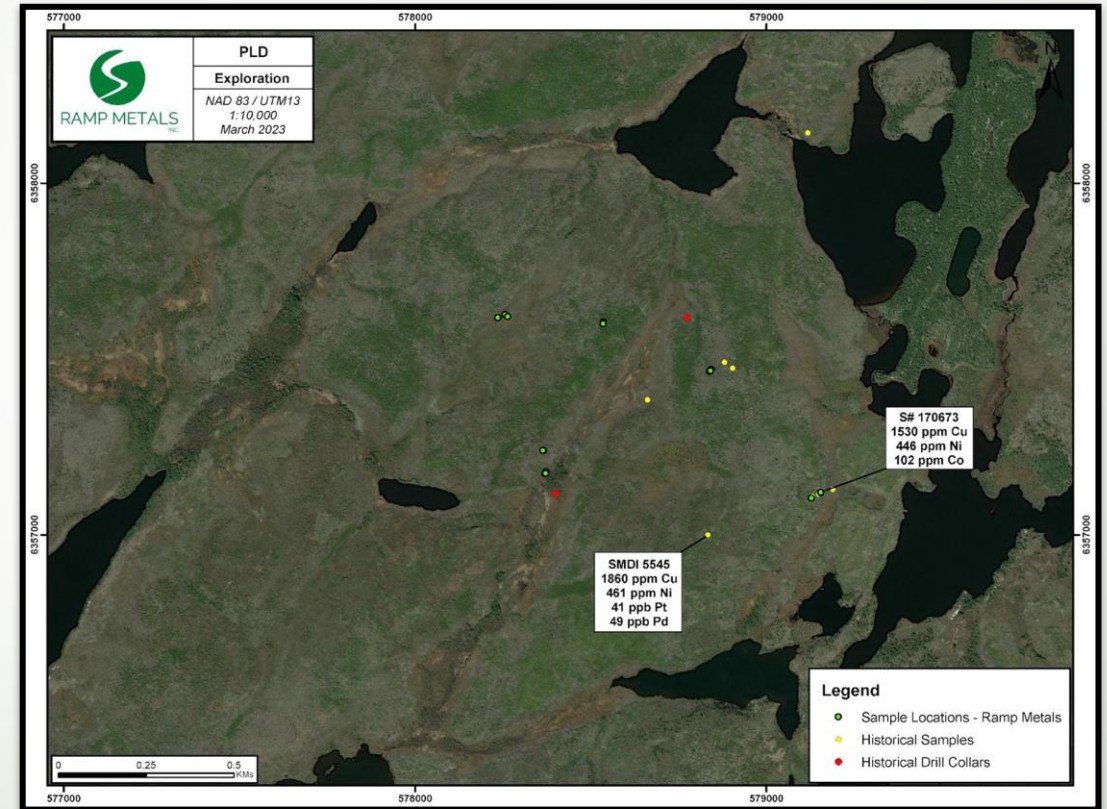 577000
578000
579000
RAMP METALS
INC.
PLD
Exploration
NAD 83 / UTM13
1:10,000
March 2023
N
6358000
6358000
S# 170673
1530 ppm Cu
446 ppm Ni
102 ppm Co
6357000
6357000
SMDI 5545
1860 ppm Cu
461 ppm Ni
41 ppb Pt
49 ppb Pd
Legend
Sample Locations - Ramp Metals
Historical Samples
Historical Drill Collars
0 0.25 0.5
KMs
577000
578000
579000